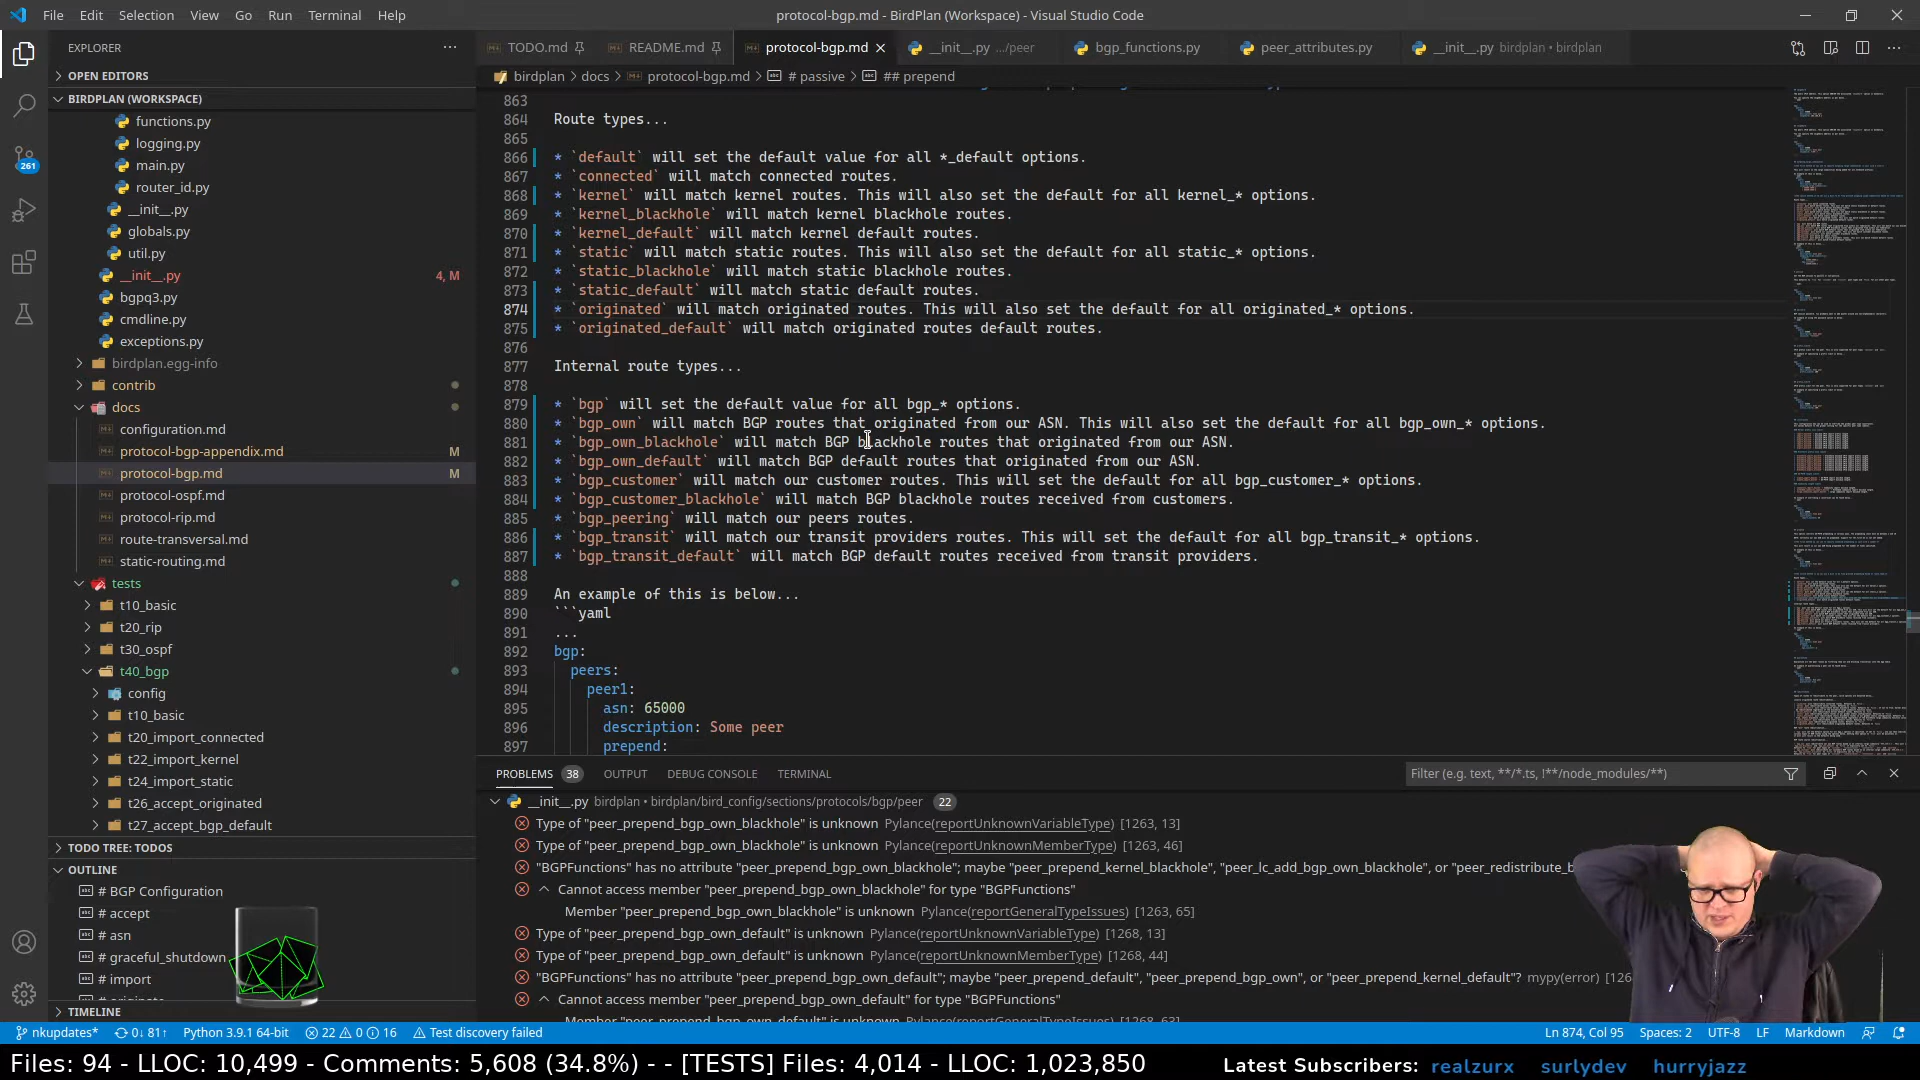 File Edit Selection View Go Run Terminal Help
protocol-bgp.md - BirdPlan (Workspace) - Visual Studio Code
EXPLORER
TODO.md README.md protocol-bgp.md __init__.py .../peer bgp_functions.py peer_attributes.py __init__.py birdplan • birdplan
OPEN EDITORS
birdplan > docs > protocol-bgp.md > # passive > ## prepend
BIRDPLAN (WORKSPACE)
functions.py
logging.py
main.py
router_id.py
__init__.py
globals.py
util.py
__init__.py 4, M
bgpq3.py
cmdline.py
exceptions.py
birdplan.egg-info
contrib
docs
configuration.md
protocol-bgp-appendix.md M
protocol-bgp.md M
protocol-ospf.md
protocol-rip.md
route-transversal.md
static-routing.md
tests
t10_basic
t20_rip
t30_ospf
t40_bgp
config
t10_basic
t20_import_connected
t22_import_kernel
t24_import_static
t26_accept_originated
t27_accept_bgp_default
TODO TREE: TODOS
OUTLINE
# BGP Configuration
# accept
# asn
# graceful_shutdown
# import
TIMELINE
261
863
864 Route types...
865
866 * `default` will set the default value for all *_default options.
867 * `connected` will match connected routes.
868 * `kernel` will match kernel routes. This will also set the default for all kernel_* options.
869 * `kernel_blackhole` will match kernel blackhole routes.
870 * `kernel_default` will match kernel default routes.
871 * `static` will match static routes. This will also set the default for all static_* options.
872 * `static_blackhole` will match static blackhole routes.
873 * `static_default` will match static default routes.
874 * `originated` will match originated routes. This will also set the default for all originated_* options.
875 * `originated_default` will match originated routes default routes.
876
877 Internal route types...
878
879 * `bgp` will set the default value for all bgp_* options.
880 * `bgp_own` will match BGP routes that originated from our ASN. This will also set the default for all bgp_own_* options.
881 * `bgp_own_blackhole` will match BGP blackhole routes that originated from our ASN.
882 * `bgp_own_default` will match BGP default routes that originated from our ASN.
883 * `bgp_customer` will match our customer routes. This will set the default for all bgp_customer_* options.
884 * `bgp_customer_blackhole` will match BGP blackhole routes received from customers.
885 * `bgp_peering` will match our peers routes.
886 * `bgp_transit` will match our transit providers routes. This will set the default for all bgp_transit_* options.
887 * `bgp_transit_default` will match BGP default routes received from transit providers.
888
889 An example of this is below...
890 ```yaml
891 ...
892 bgp:
893 peers:
894 peer1:
895 asn: 65000
896 description: Some peer
897 prepend:
PROBLEMS 38 OUTPUT DEBUG CONSOLE TERMINAL Filter (e.g. text, **/*.ts, !**/node_modules/**)
__init__.py birdplan • birdplan/bird_config/sections/protocols/bgp/peer 22
Type of "peer_prepend_bgp_own_blackhole" is unknown Pylance(reportUnknownVariableType) [1263, 13]
Type of "peer_prepend_bgp_own_blackhole" is unknown Pylance(reportUnknownMemberType) [1263, 46]
"BGPFunctions" has no attribute "peer_prepend_bgp_own_blackhole"; maybe "peer_prepend_kernel_blackhole", "peer_lc_add_bgp_own_blackhole", or "peer_redistribute_b
Cannot access member "peer_prepend_bgp_own_blackhole" for type "BGPFunctions"
Member "peer_prepend_bgp_own_blackhole" is unknown Pylance(reportGeneralTypeIssues) [1263, 65]
Type of "peer_prepend_bgp_own_default" is unknown Pylance(reportUnknownVariableType) [1268, 13]
Type of "peer_prepend_bgp_own_default" is unknown Pylance(reportUnknownMemberType) [1268, 44]
"BGPFunctions" has no attribute "peer_prepend_bgp_own_default"; maybe "peer_prepend_default", "peer_prepend_bgp_own", or "peer_prepend_kernel_default"? mypy(error) [126
Cannot access member "peer_prepend_bgp_own_default" for type "BGPFunctions"
nkupdates* 0↓ 81↑ Python 3.9.1 64-bit 22 0 16 Test discovery failed Ln 874, Col 95 Spaces: 2 UTF-8 LF Markdown
Files: 94 - LLOC: 10,499 - Comments: 5,608 (34.8%) - - [TESTS] Files: 4,014 - LLOC: 1,023,850
Latest Subscribers: realzurx surlydev hurryjazz